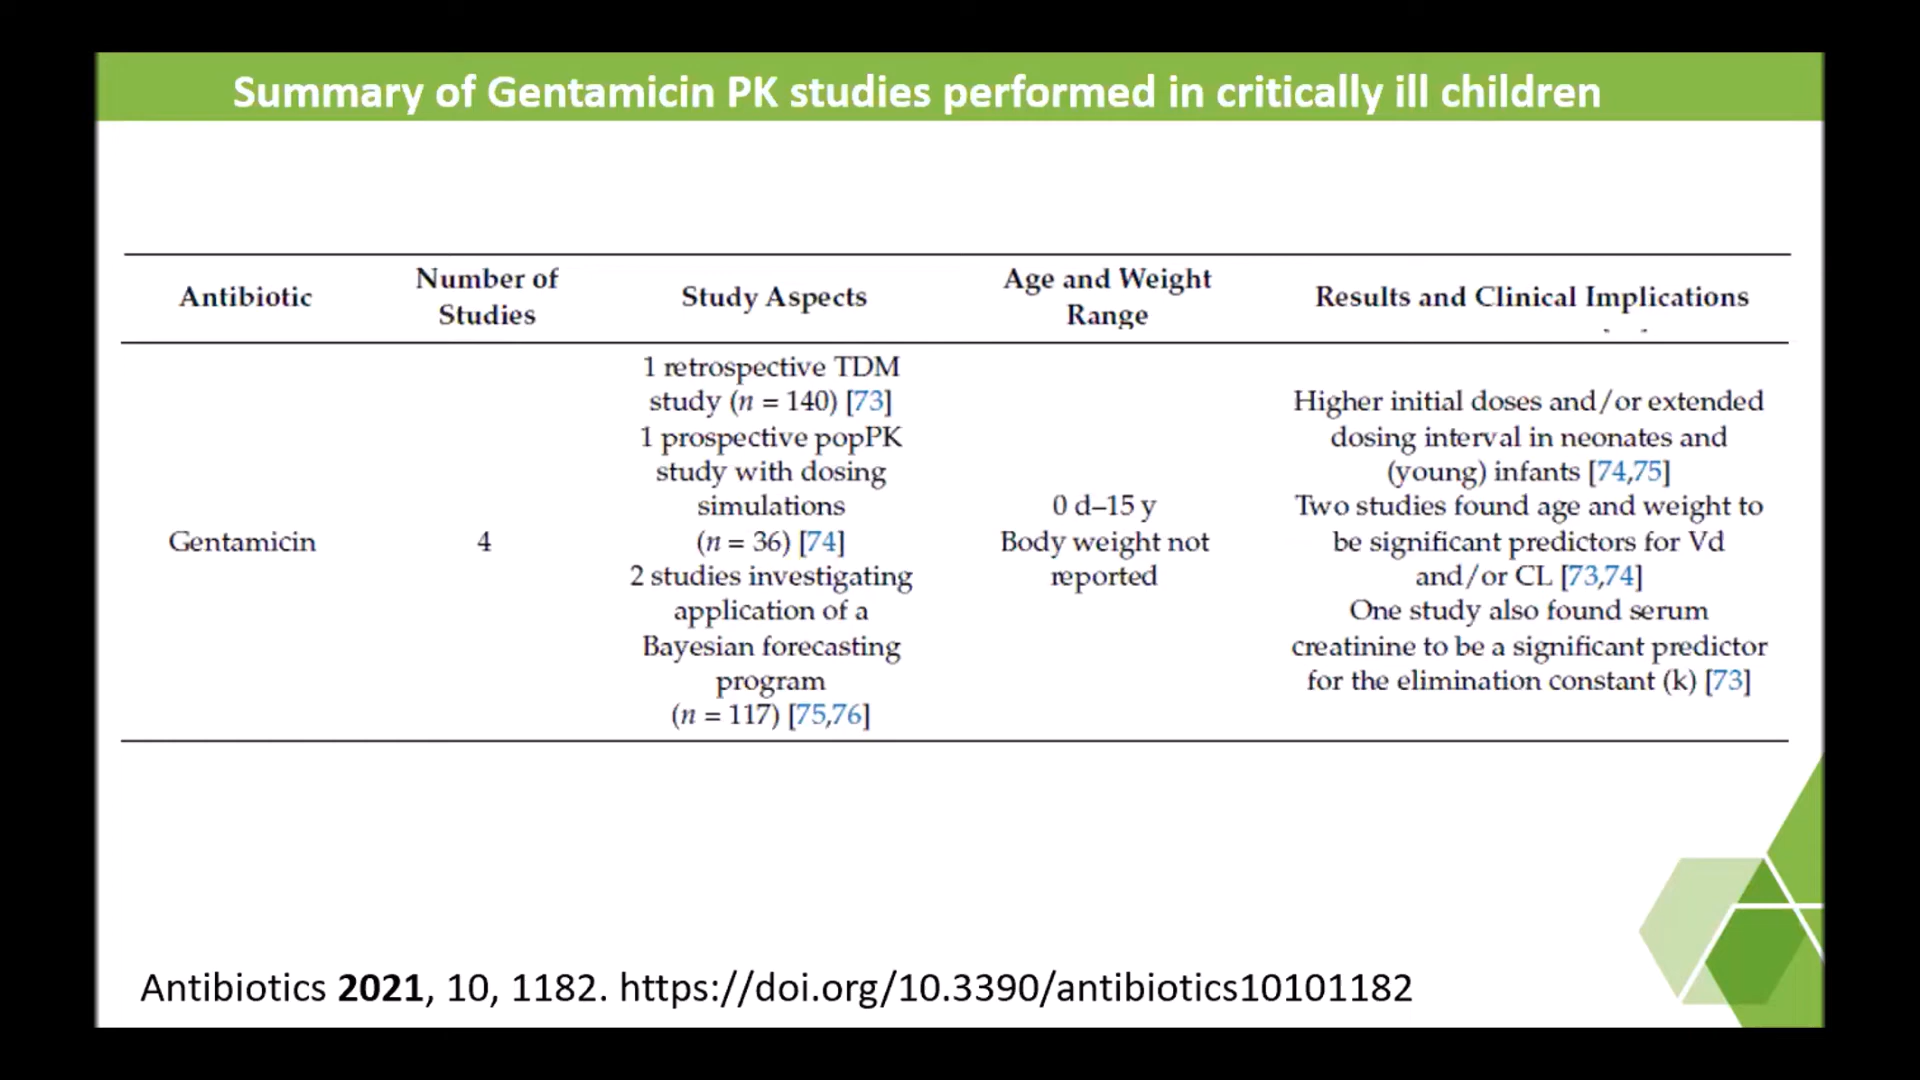 Summary of Gentamicin PK studies performed in critically ill children
Antibiotic
Number of
Studies
Study Aspects
Age and Weight
Range
Results and Clinical Implications
Gentamicin
4
1 retrospective TDM
study (n = 140) [73]
1 prospective popPK
study with dosing
simulations
(n = 36) [74]
2 studies investigating
application of a
Bayesian forecasting
program
(n = 117) [75,76]
0 d–15 y
Body weight not
reported
Higher initial doses and/or extended
dosing interval in neonates and
(young) infants [74,75]
Two studies found age and weight to
be significant predictors for Vd
and/or CL [73,74]
One study also found serum
creatinine to be a significant predictor
for the elimination constant (k) [73]
Antibiotics 2021, 10, 1182. https://doi.org/10.3390/antibiotics10101182